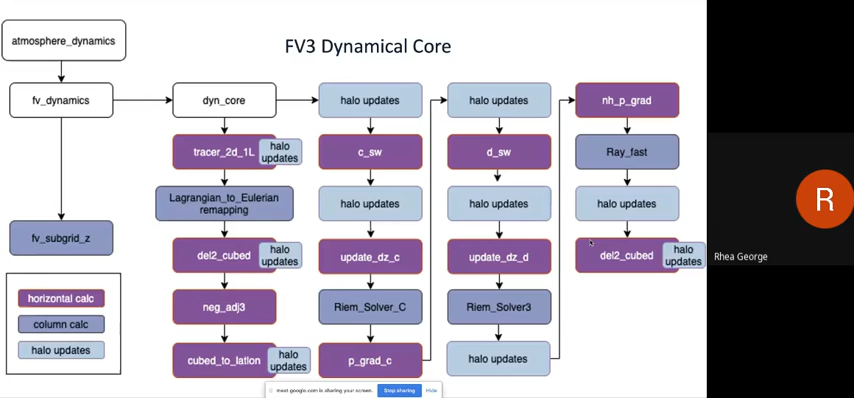 FV3 Dynamical Core
atmosphere_dynamics
fv_dynamics
dyn_core
halo updates
halo updates
nh_p_grad
tracer_2d_1L
halo
updates
c_sw
d_sw
Ray_fast
Lagrangian_to_Eulerian
remapping
halo updates
halo updates
halo updates
fv_subgrid_z
del2_cubed
halo
updates
update_dz_c
update_dz_d
del2_cubed
halo
updates
Rhea George
R
horizontal calc
column calc
halo updates
neg_adj3
Riem_Solver_C
Riem_Solver3
cubed_to_latlon
halo
updates
p_grad_c
halo updates
meet.google.com is sharing your screen.
Stop sharing
Hide